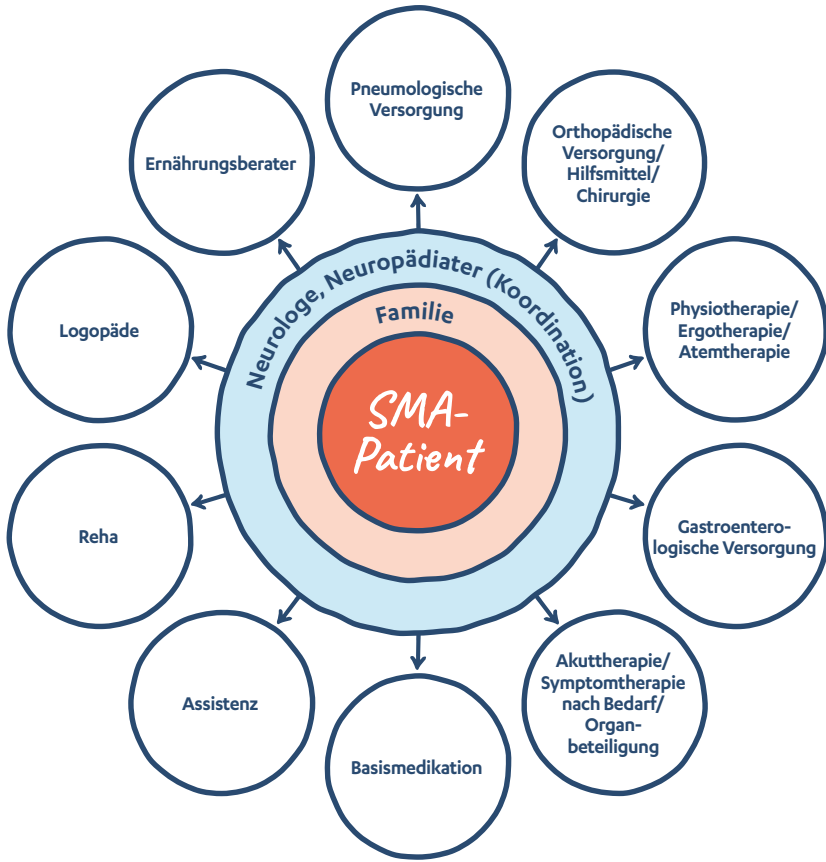 Pneumologische
Versorgung
Orthopädische
Versorgung/
Hilfsmittel/
Chirurgie
Physiotherapie/
Ergotherapie/
Atemtherapie
Gastroentero-
logische Versorgung
Akuttherapie/
Symptomtherapie
nach Bedarf/
Organ-
beteiligung
Basismedikation
Assistenz
Reha
Logopäde
Ernährungsberater
Neurologe, Neuropädiater (Koordination)
Familie
SMA-
Patient